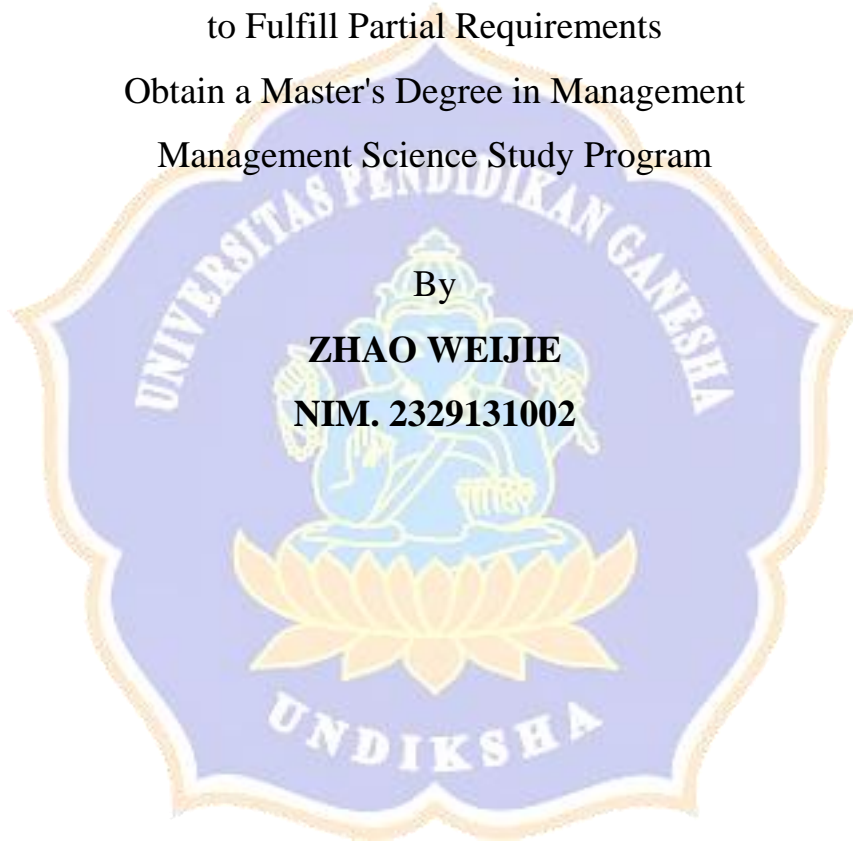 to Fulfill Partial Requirements
Obtain a Master's Degree in Management
Management Science Study Program
UNIVERSITAS PENDIDIKAN GANESHA
By
ZHAO WEIJIE
NIM. 2329131002
UNDIKSHA